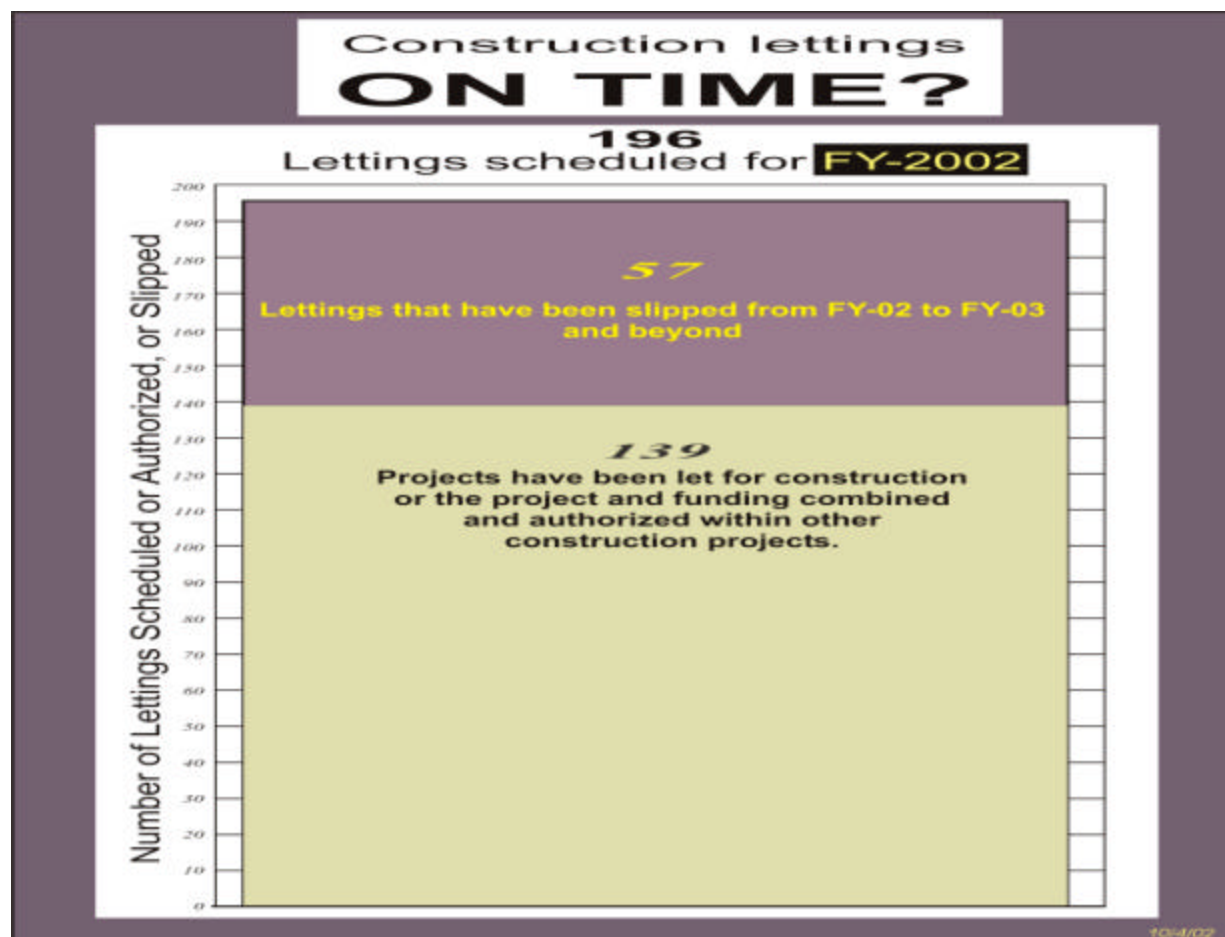 Construction lettings
ON TIME?
196
Lettings scheduled for FY-2002
Number of Lettings Scheduled or Authorized, or Slipped
200
190
180
170
160
150
140
130
120
110
100
90
80
70
60
50
40
30
20
10
0
57
Lettings that have been slipped from FY-02 to FY-03
and beyond
139
Projects have been let for construction
or the project and funding combined
and authorized within other
construction projects.
10/4/02